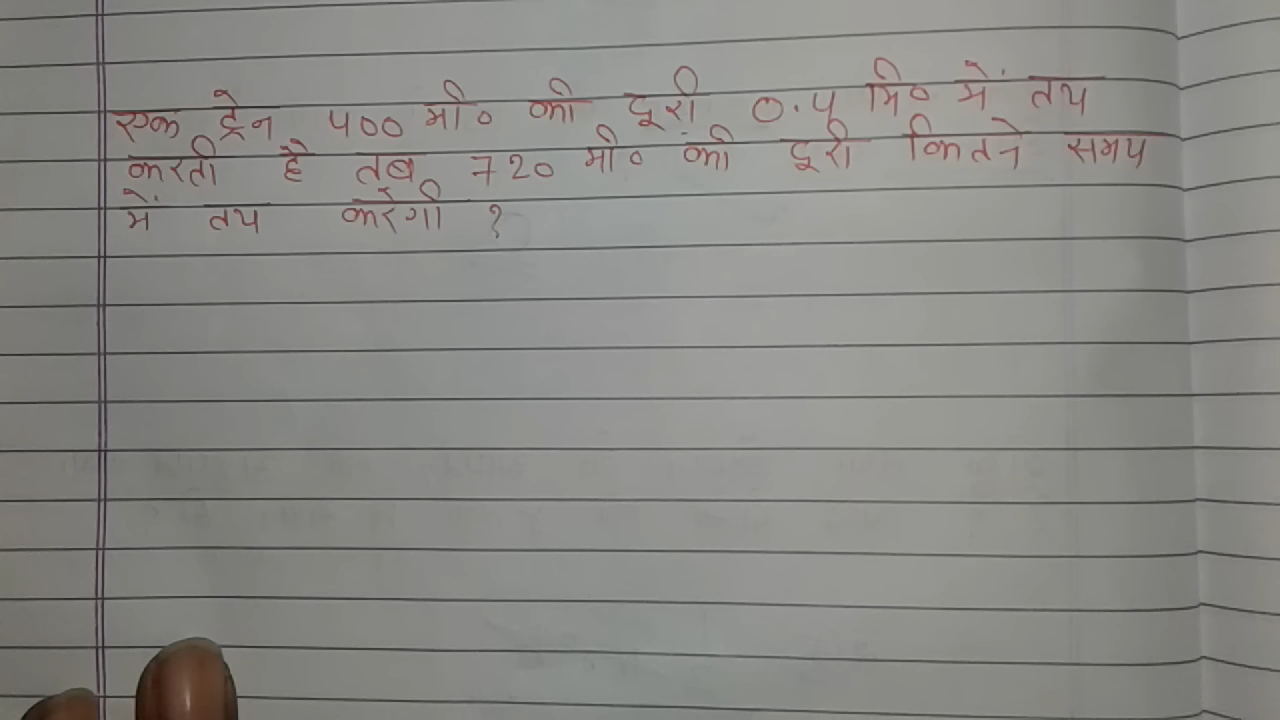 एक ट्रेन 400 मी० की दूरी 0.4 मि० में तय
करती है तब 720 मी० की दूरी कितने समय
में तय करेगी ?